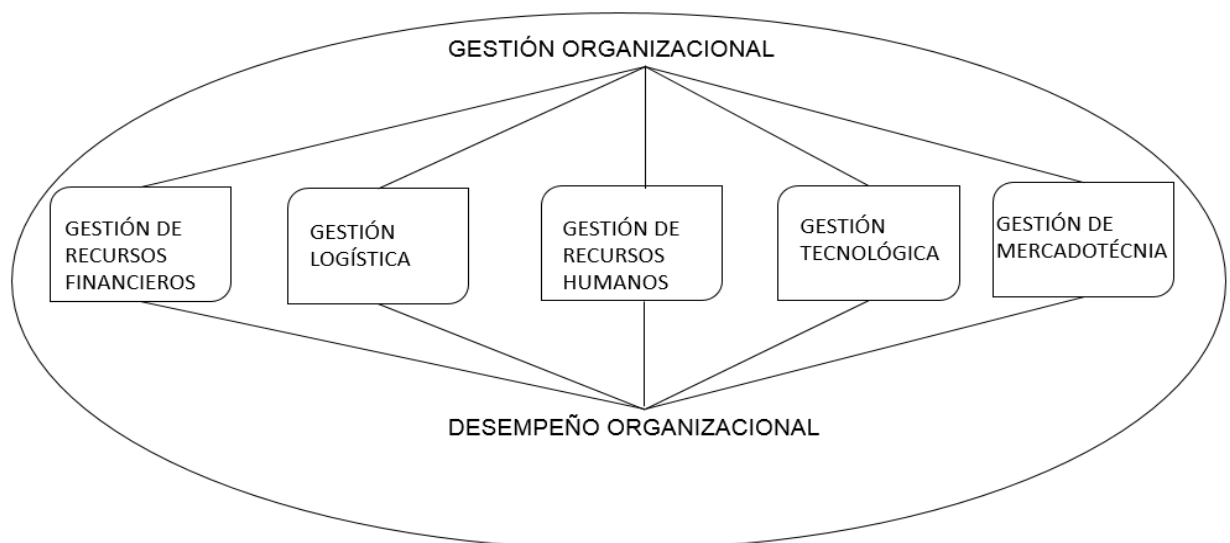 GESTIÓN ORGANIZACIONAL
GESTIÓN DE
RECURSOS
FINANCIEROS
GESTIÓN
LOGÍSTICA
GESTIÓN DE
RECURSOS
HUMANOS
GESTIÓN
TECNOLÓGICA
GESTIÓN DE
MERCADOTÉCNIA
DESEMPEÑO ORGANIZACIONAL